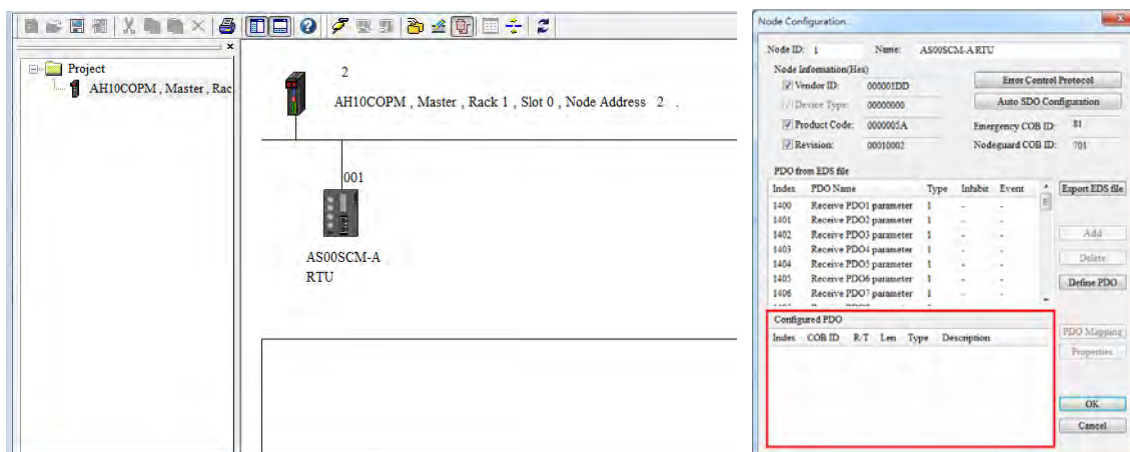 Project
AH10COPM , Master , Rac
2
AH10COPM , Master , Rack 1 , Slot 0 , Node Address 2 .
001
AS00SCM-A
RTU
Node Configuration...
Node ID: 1 Name: AS00SCM-A RTU
Node Information(Hex)
Vendor ID: 000001DD
Error Control Protocol
Device Type: 00000000
Auto SDO Configuration
Product Code: 0000005A
Emergency COB ID: 81
Revision: 00010002
Nodeguard COB ID: 701
PDO from EDS file
Index PDO Name Type Inhibit Event
Export EDS file
1400 Receive PDO1 parameter 1 - -
1401 Receive PDO2 parameter 1 - -
1402 Receive PDO3 parameter 1 - -
Add
1403 Receive PDO4 parameter 1 - -
1404 Receive PDO5 parameter 1 - -
Delete
1405 Receive PDO6 parameter 1 - -
Define PDO
1406 Receive PDO7 parameter 1 - -
Configured PDO
Index COB ID R/T Len Type Description
PDO Mapping
Properties
OK
Cancel